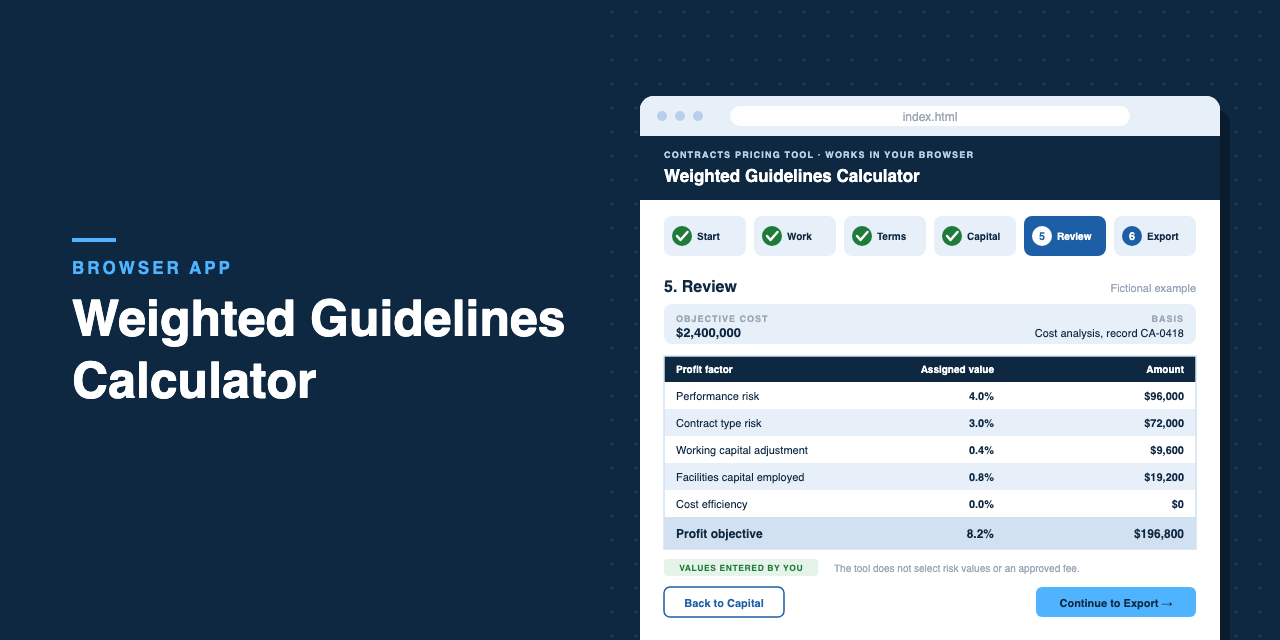 BROWSER APP
Weighted Guidelines
Calculator
index.html
CONTRACTS PRICING TOOL · WORKS IN YOUR BROWSER
Weighted Guidelines Calculator
Start
Work
Terms
Capital
5 Review
6 Export
5. Review
Fictional example
OBJECTIVE COST
BASIS
$2,400,000
Cost analysis, record CA-0418
Profit factor Assigned value Amount
Performance risk 4.0% $96,000
Contract type risk 3.0% $72,000
Working capital adjustment 0.4% $9,600
Facilities capital employed 0.8% $19,200
Cost efficiency 0.0% $0
Profit objective 8.2% $196,800
VALUES ENTERED BY YOU
The tool does not select risk values or an approved fee.
Back to Capital
Continue to Export →